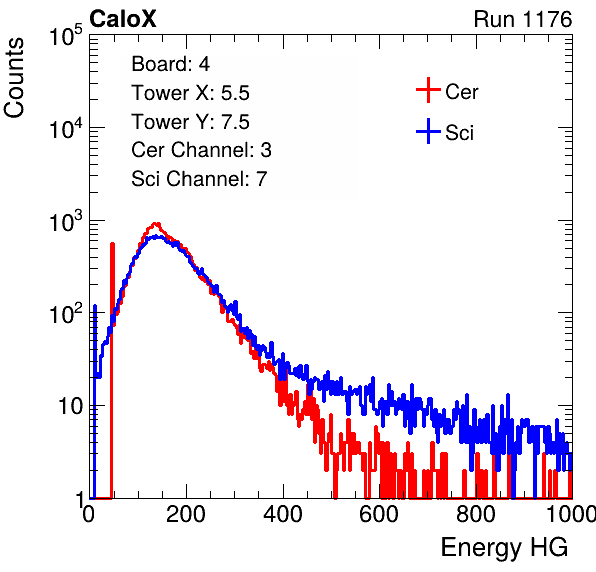 CaloX Run 1176
Counts
10^5
10^4
10^3
10^2
10
1
Board: 4
Tower X: 5.5
Tower Y: 7.5
Cer Channel: 3
Sci Channel: 7
Cer
Sci
0 200 400 600 800 1000
Energy HG